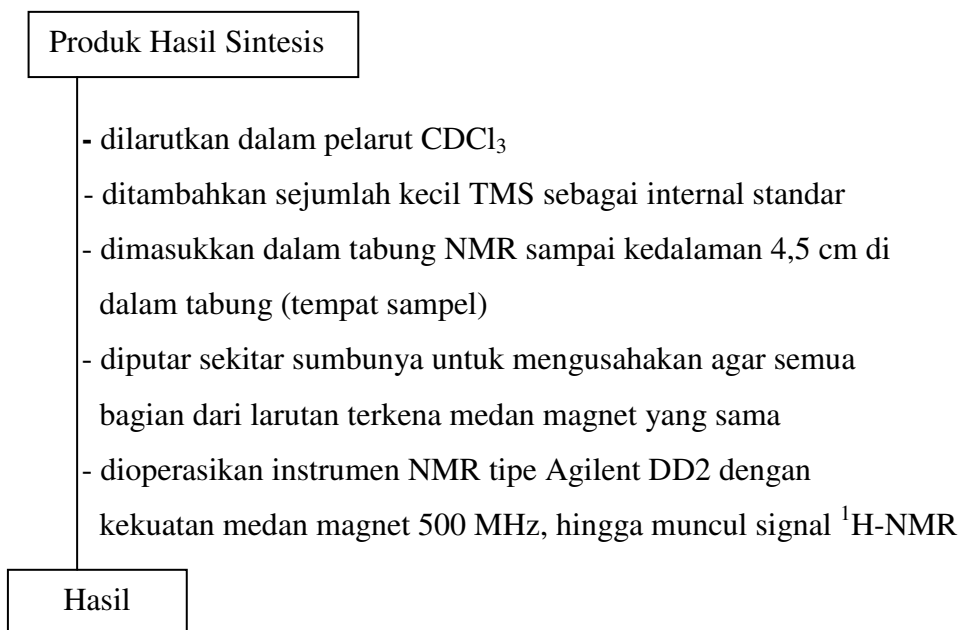 Produk Hasil Sintesis
- dilarutkan dalam pelarut CDCl₃
- ditambahkan sejumlah kecil TMS sebagai internal standar
- dimasukkan dalam tabung NMR sampai kedalaman 4,5 cm di
dalam tabung (tempat sampel)
- diputar sekitar sumbunya untuk mengusahakan agar semua
bagian dari larutan terkena medan magnet yang sama
- dioperasikan instrumen NMR tipe Agilent DD2 dengan
kekuatan medan magnet 500 MHz, hingga muncul signal ¹H-NMR
Hasil